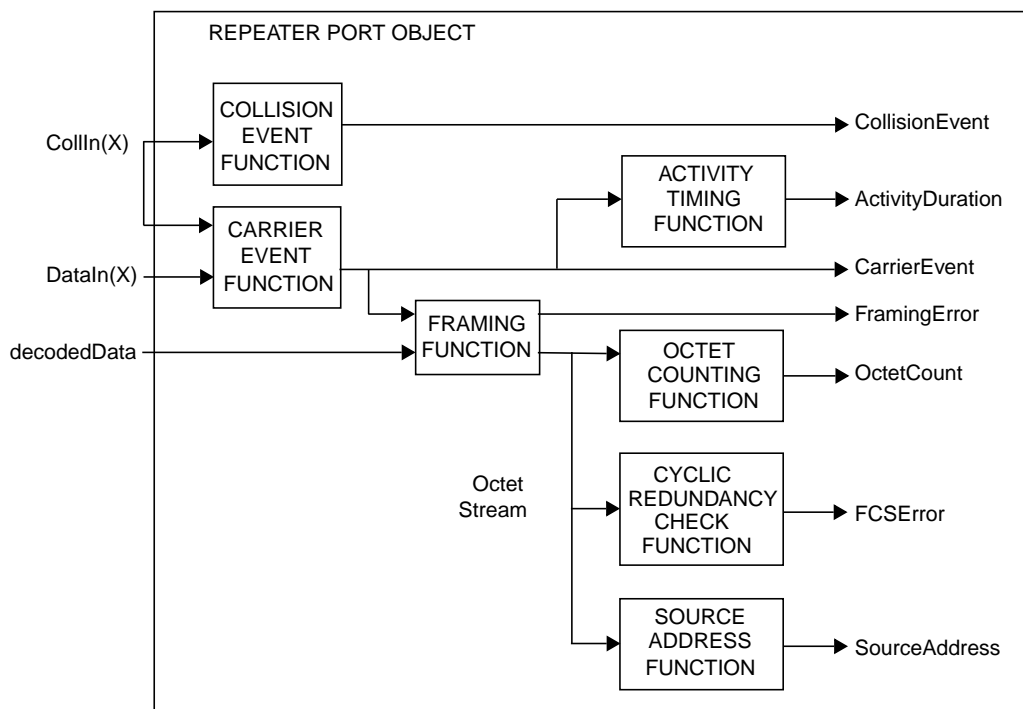 REPEATER PORT OBJECT
COLLISION
EVENT
FUNCTION
CollIn(X)
CollisionEvent
ACTIVITY
TIMING
FUNCTION
ActivityDuration
CARRIER
EVENT
FUNCTION
DataIn(X)
CarrierEvent
FRAMING
FUNCTION
FramingError
decodedData
OCTET
COUNTING
FUNCTION
OctetCount
Octet
Stream
CYCLIC
REDUNDANCY
CHECK
FUNCTION
FCSError
SOURCE
ADDRESS
FUNCTION
SourceAddress